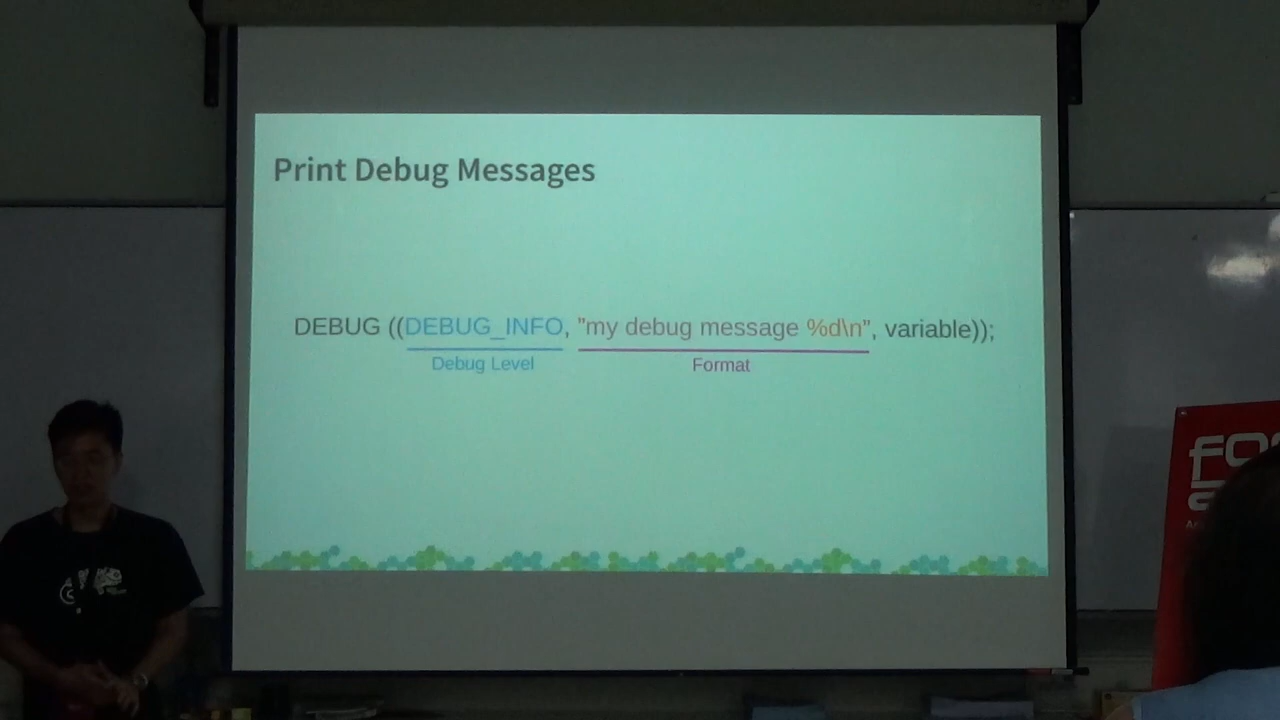 Print Debug Messages
DEBUG ((DEBUG_INFO, "my debug message %d\n", variable));
Debug Level
Format